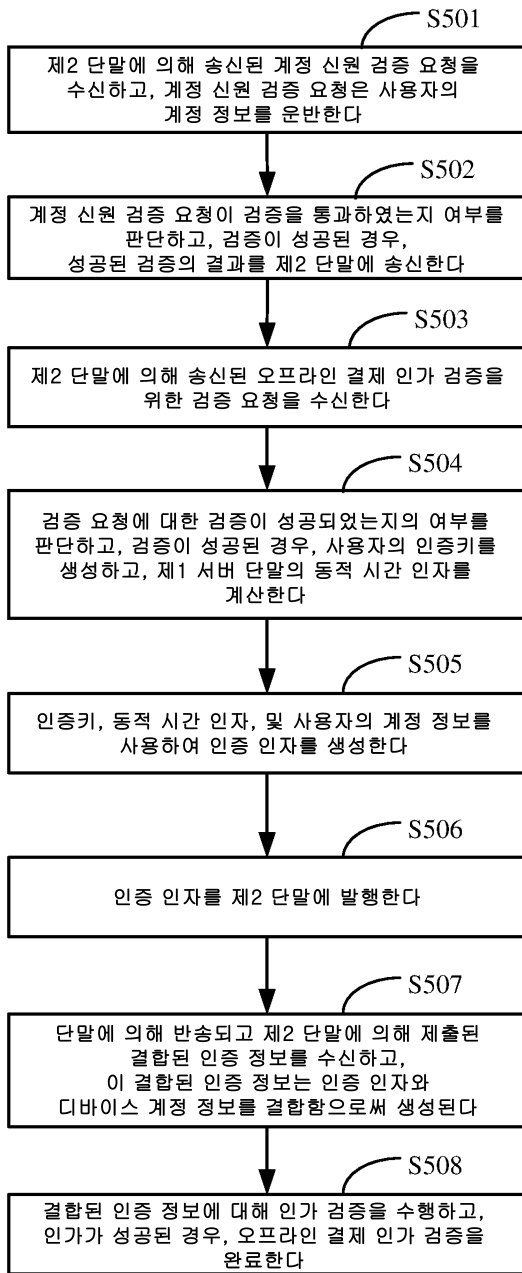 S501
제2 단말에 의해 송신된 계정 신원 검증 요청을
수신하고, 계정 신원 검증 요청은 사용자의
계정 정보를 운반한다
S502
계정 신원 검증 요청이 검증을 통과하였는지 여부를
판단하고, 검증이 성공된 경우,
성공된 검증의 결과를 제2 단말에 송신한다
S503
제2 단말에 의해 송신된 오프라인 결제 인가 검증을
위한 검증 요청을 수신한다
S504
검증 요청에 대한 검증이 성공되었는지의 여부를
판단하고, 검증이 성공된 경우, 사용자의 인증키를
생성하고, 제1 서버 단말의 동적 시간 인자를
계산한다
S505
인증키, 동적 시간 인자, 및 사용자의 계정 정보를
사용하여 인증 인자를 생성한다
S506
인증 인자를 제2 단말에 발행한다
S507
단말에 의해 반송되고 제2 단말에 의해 제출된
결합된 인증 정보를 수신하고,
이 결합된 인증 정보는 인증 인자와
디바이스 계정 정보를 결합함으로써 생성된다
S508
결합된 인증 정보에 대해 인가 검증을 수행하고,
인가가 성공된 경우, 오프라인 결제 인가 검증을
완료한다